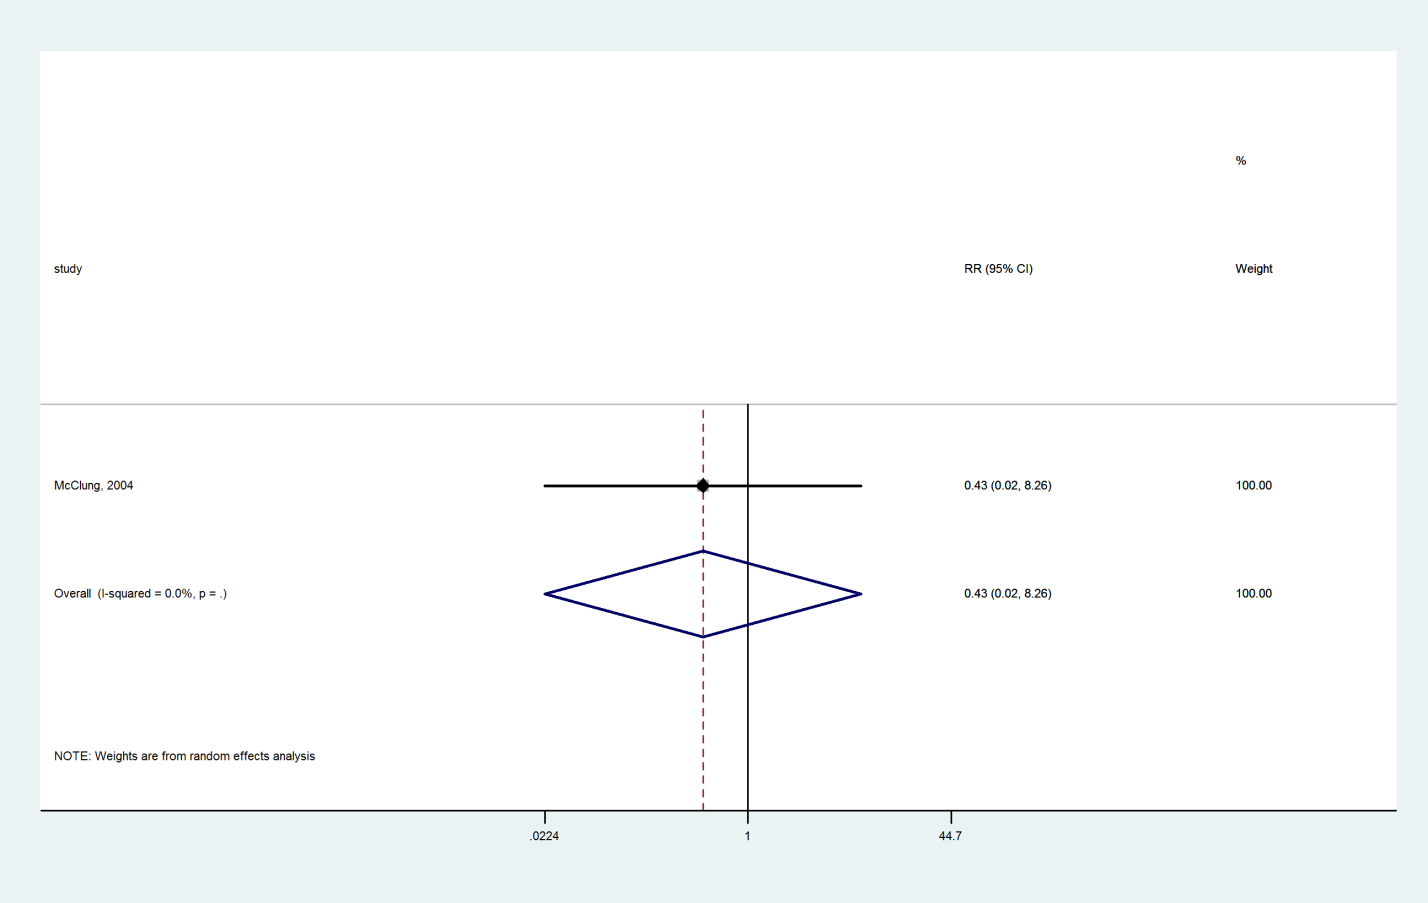 %
study RR (95% CI) Weight
McClung, 2004 0.43 (0.02, 8.26) 100.00
Overall (I-squared = 0.0%, p = .) 0.43 (0.02, 8.26) 100.00
NOTE: Weights are from random effects analysis
.0224 1 44.7